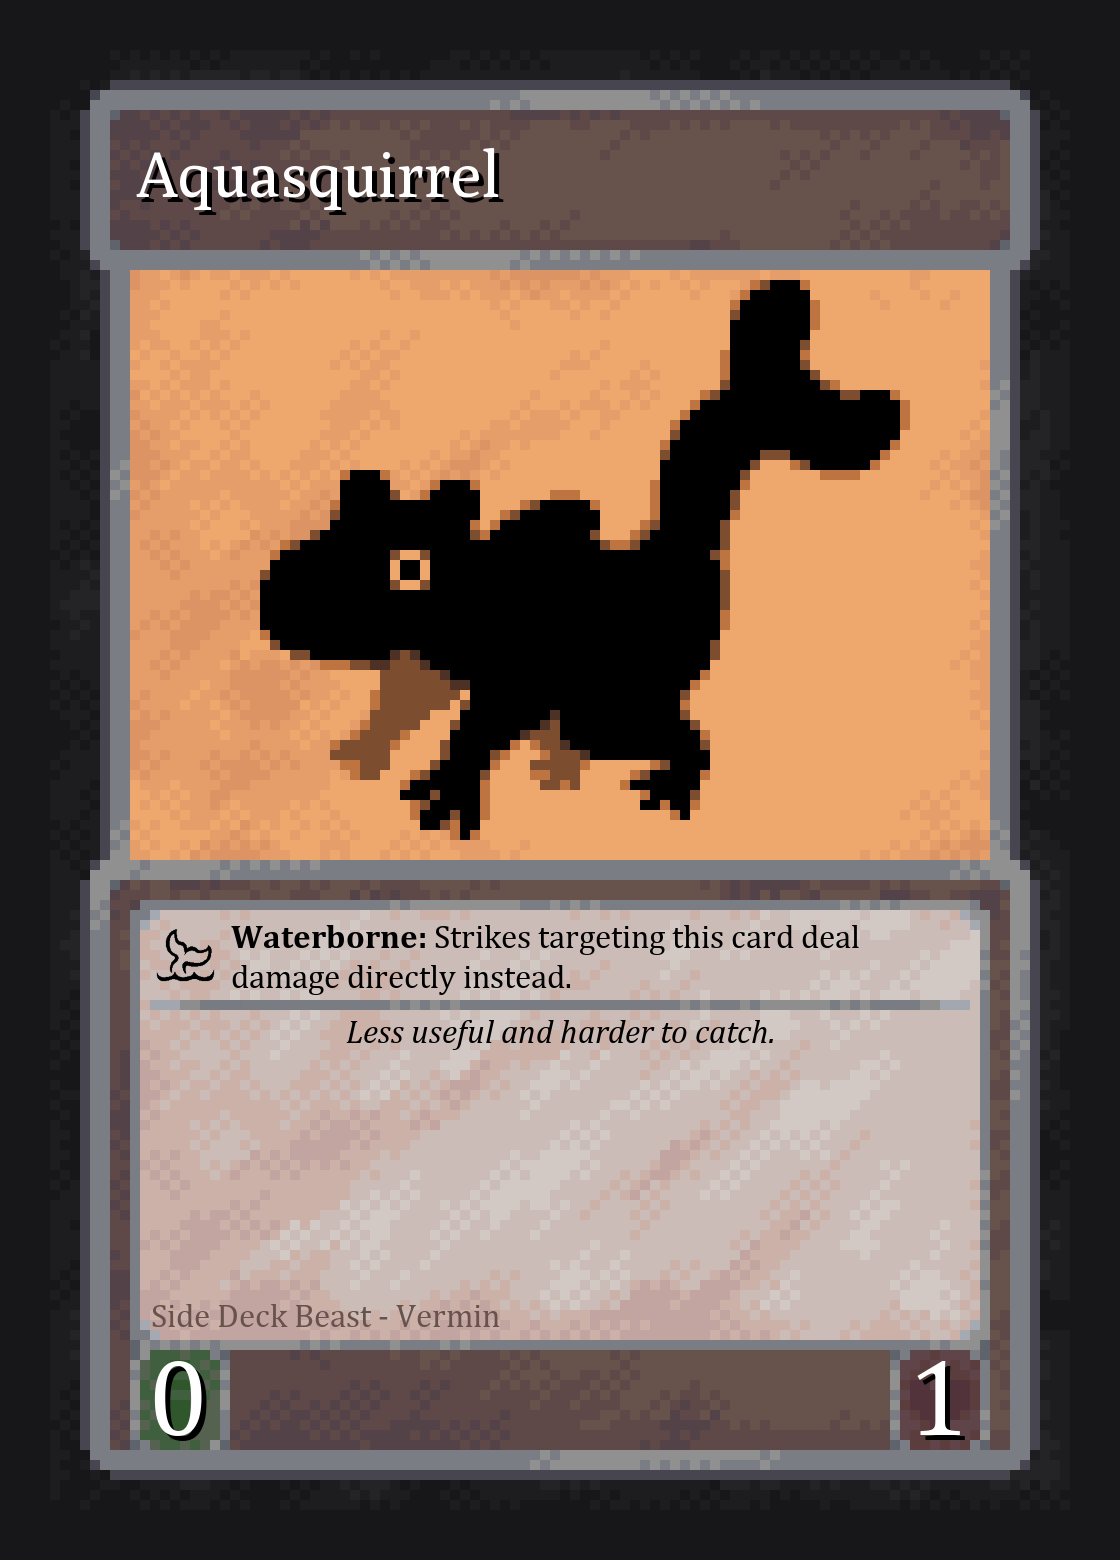 Aquasquirrel
Waterborne: Strikes targeting this card deal
damage directly instead.
Less useful and harder to catch.
Side Deck Beast - Vermin
0
1